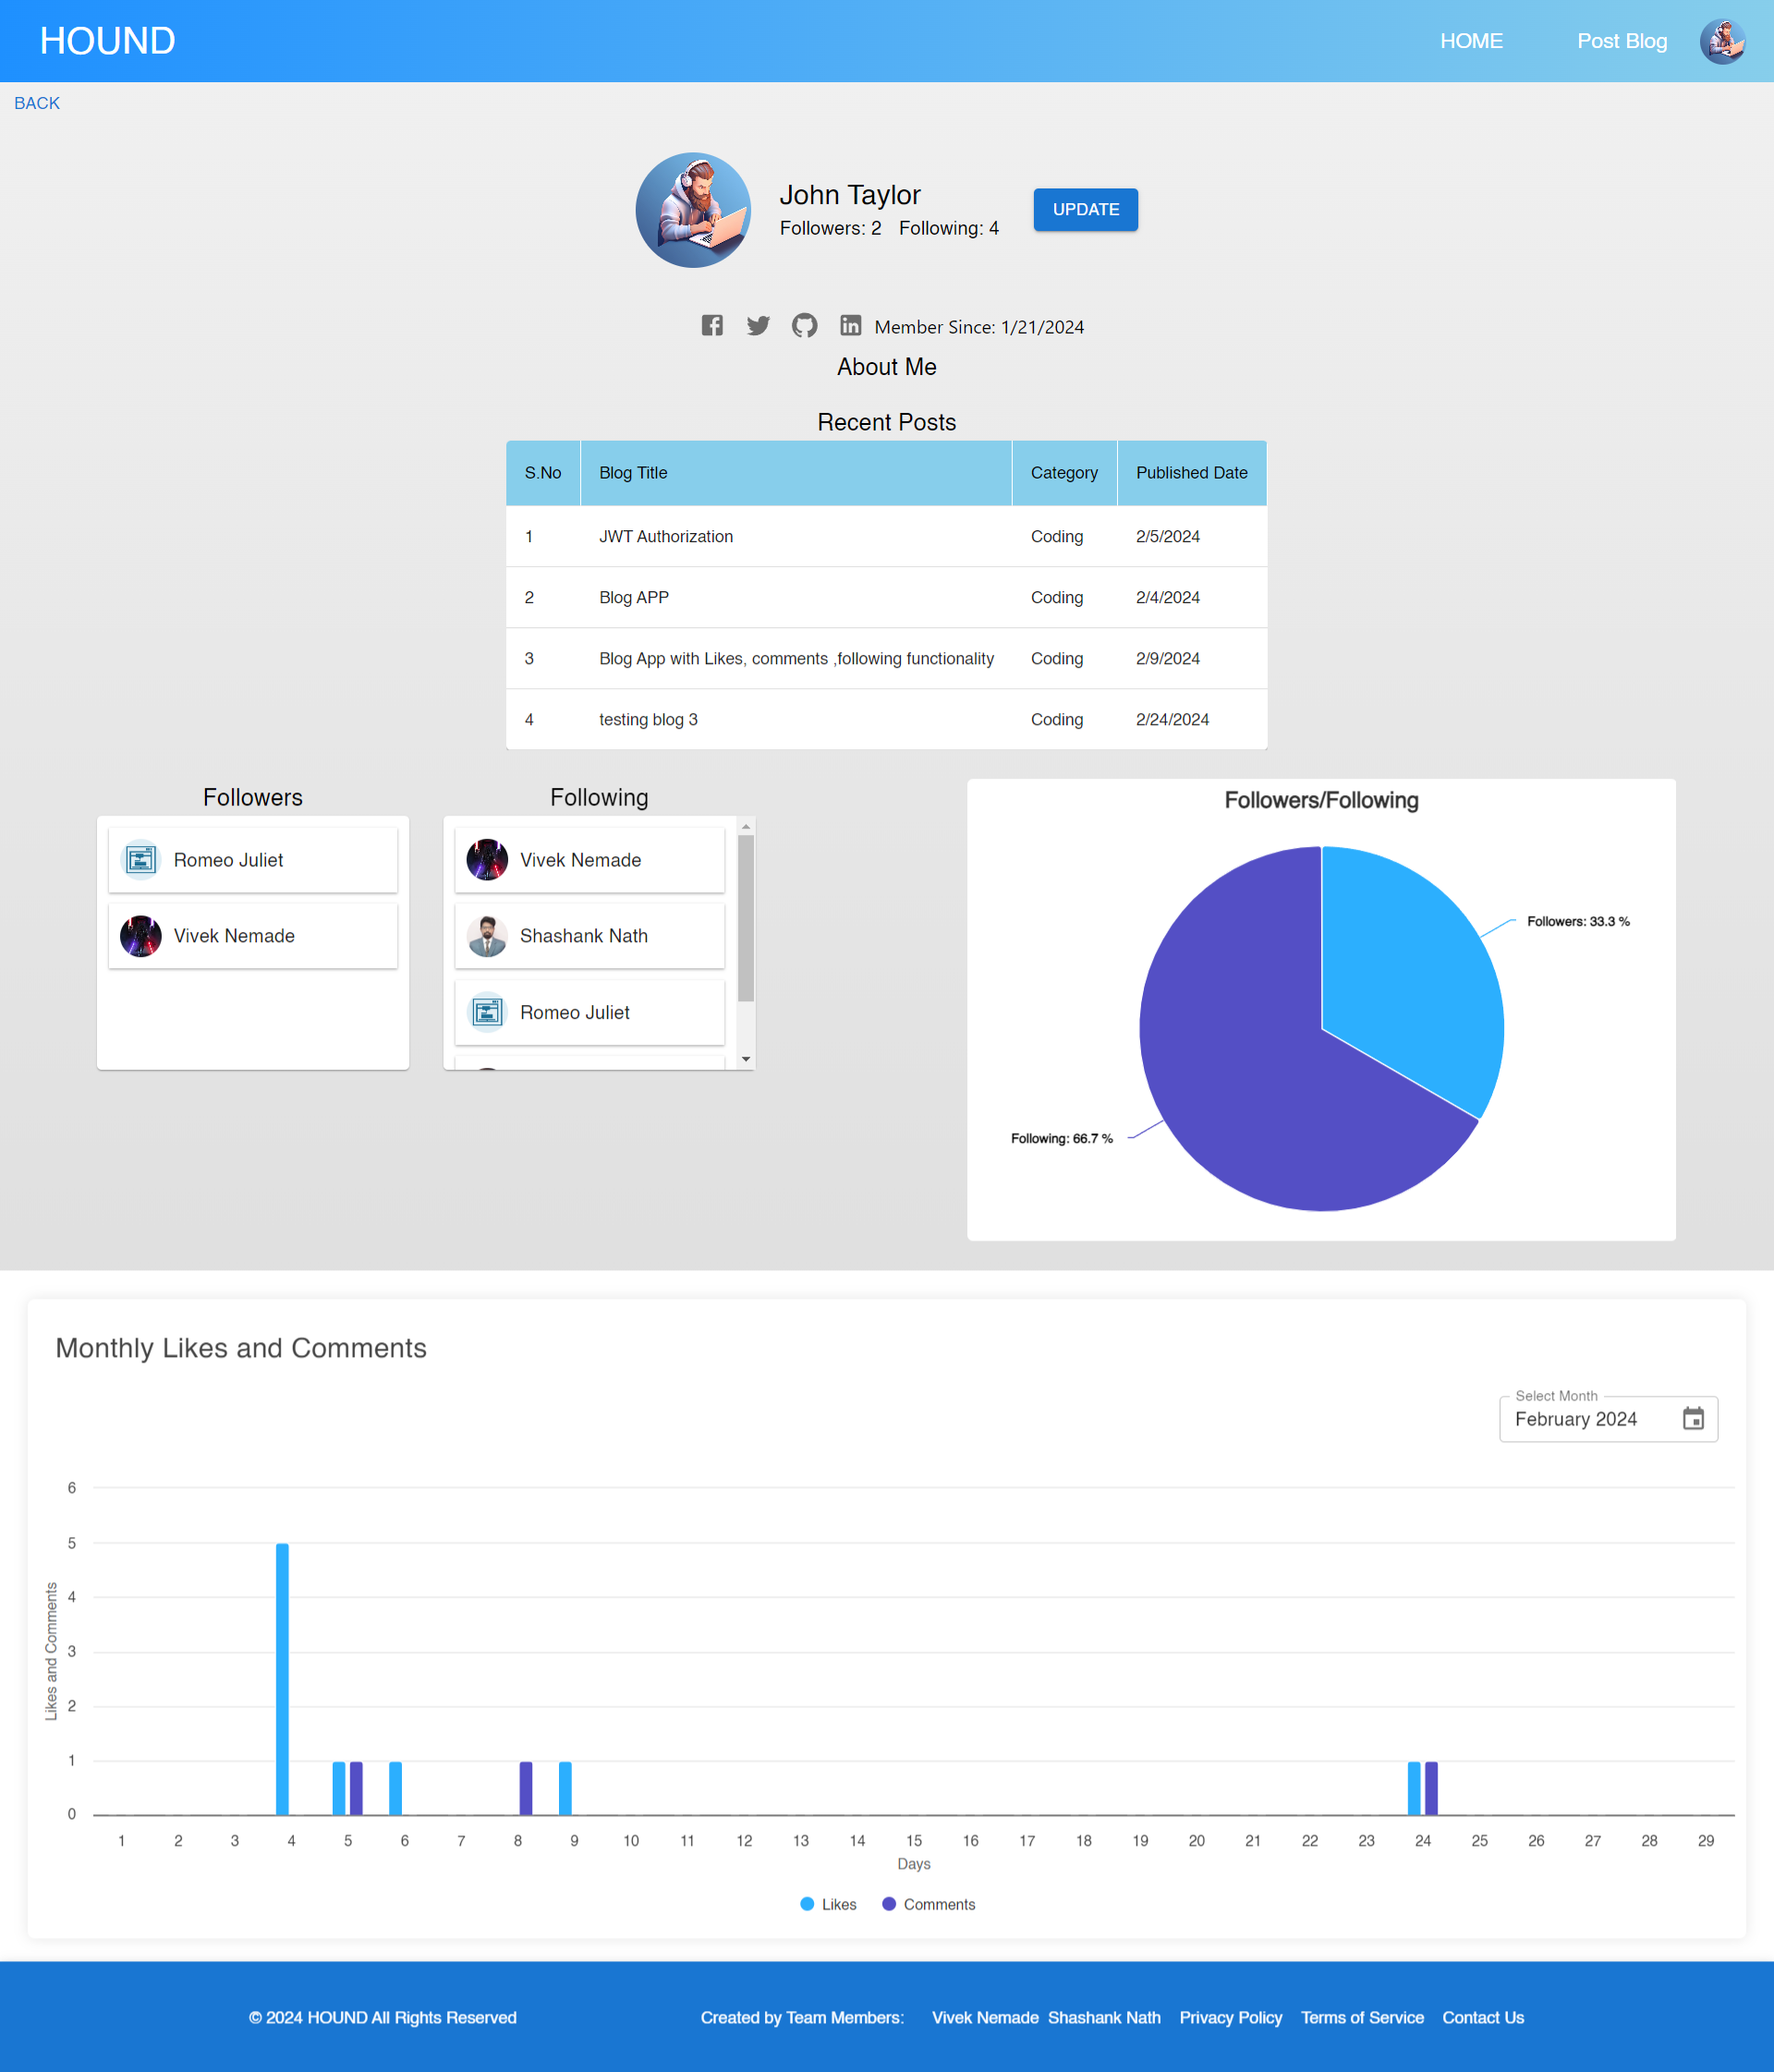 HOUND
HOME
Post Blog
BACK
John Taylor
Followers: 2 Following: 4
UPDATE
Member Since: 1/21/2024
About Me
Recent Posts
S.No Blog Title Category Published Date
1 JWT Authorization Coding 2/5/2024
2 Blog APP Coding 2/4/2024
3 Blog App with Likes, comments ,following functionality Coding 2/9/2024
4 testing blog 3 Coding 2/24/2024
Followers
Romeo Juliet
Vivek Nemade
Following
Vivek Nemade
Shashank Nath
Romeo Juliet
Followers/Following
Followers: 33.3 %
Following: 66.7 %
Monthly Likes and Comments
Select Month
February 2024
6
5
4
3
2
1
0
Likes and Comments
1 2 3 4 5 6 7 8 9 10 11 12 13 14 15 16 17 18 19 20 21 22 23 24 25 26 27 28 29
Days
Likes Comments
© 2024 HOUND All Rights Reserved
Created by Team Members: Vivek Nemade Shashank Nath Privacy Policy Terms of Service Contact Us